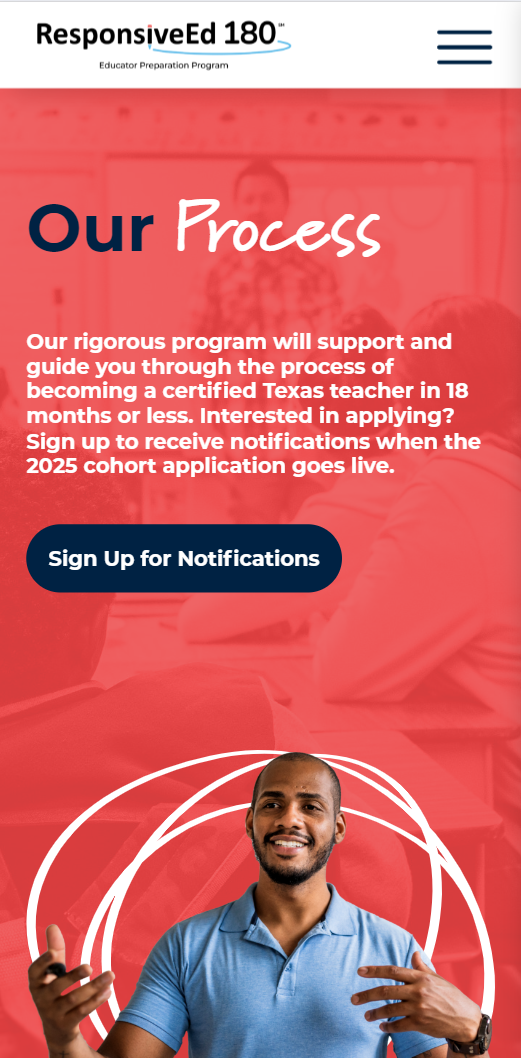 ResponsiveEd 180 ℠
Educator Preparation Program
Our Process
Our rigorous program will support and
guide you through the process of
becoming a certified Texas teacher in 18
months or less. Interested in applying?
Sign up to receive notifications when the
2025 cohort application goes live.
Sign Up for Notifications